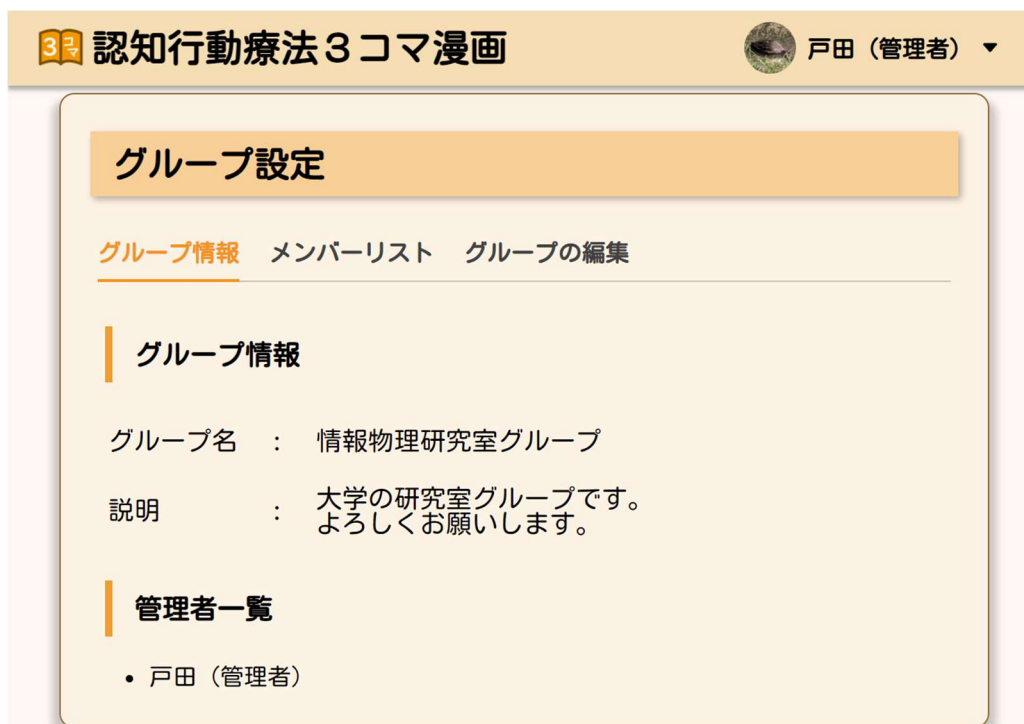 3コマ 認知行動療法３コマ漫画
戸田（管理者） ▼
グループ設定
グループ情報 メンバーリスト グループの編集
グループ情報
グループ名 ： 情報物理研究室グループ
説明 ： 大学の研究室グループです。
よろしくお願いします。
管理者一覧
• 戸田（管理者）